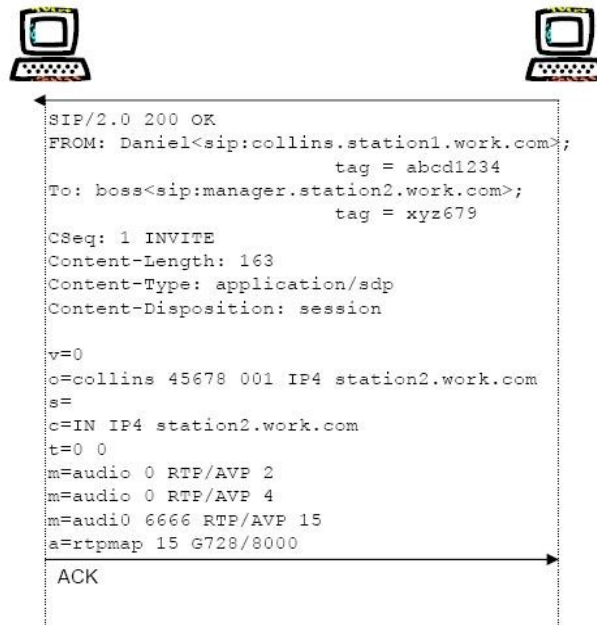 SIP/2.0 200 OK
FROM: Daniel<sip:collins.station1.work.com>;
tag = abcd1234
To: boss<sip:manager.station2.work.com>;
tag = xyz679
CSeq: 1 INVITE
Content-Length: 163
Content-Type: application/sdp
Content-Disposition: session
v=0
o=collins 45678 001 IP4 station2.work.com
s=
c=IN IP4 station2.work.com
t=0 0
m=audio 0 RTP/AVP 2
m=audio 0 RTP/AVP 4
m=audi0 6666 RTP/AVP 15
a=rtpmap 15 G728/8000
ACK